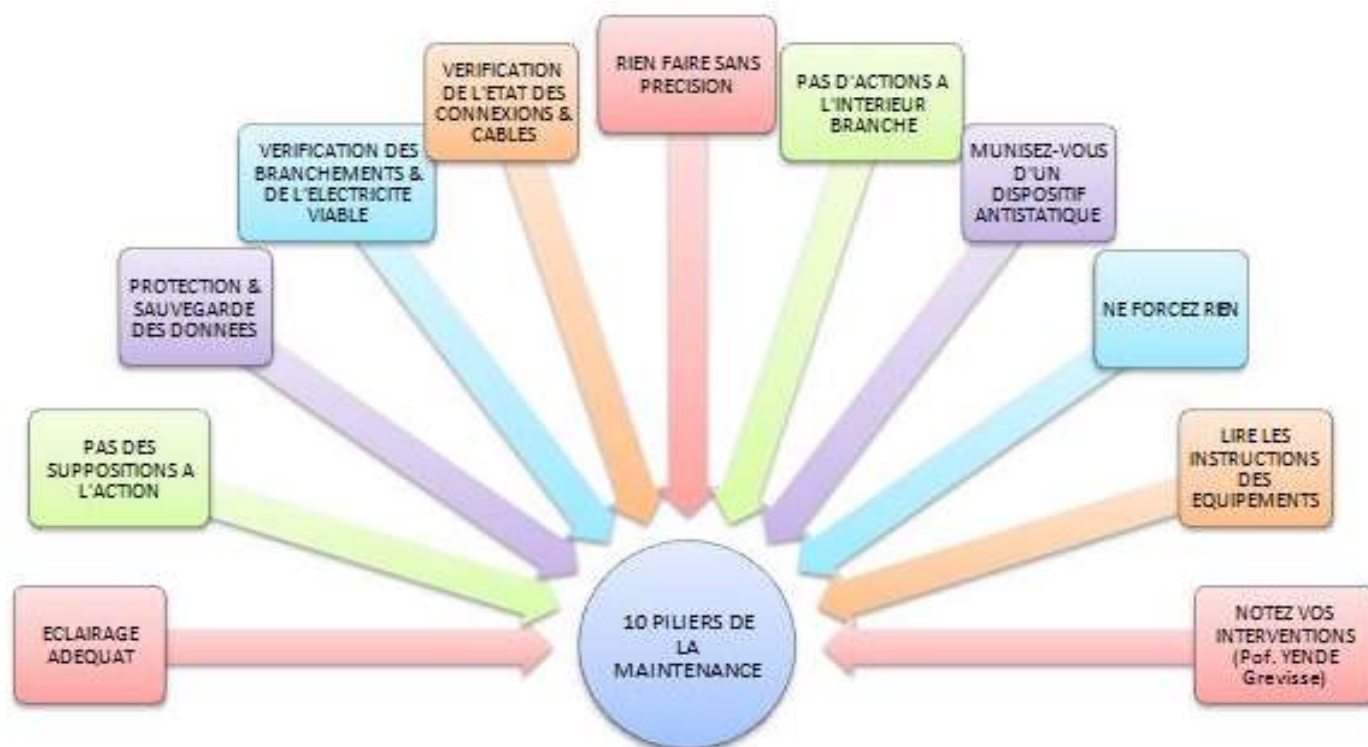 ECLAIRAGE
ADEQUAT
PAS DES
SUPPOSITIONS A
L'ACTION
PROTECTION &
SAUVEGARDE
DES DONNEES
VERIFICATION DES
BRANCHEMENTS &
DE L'ELECTRICITE
VIABLE
VERIFICATION
DE L'ETAT DES
CONNEXIONS &
CABLES
RIEN FAIRE SANS
PRECISION
PAS D'ACTIONS A
L'INTERIEUR
BRANCHE
MUNISEZ-VOUS
D'UN
DISPOSITIF
ANTISTATIQUE
NE FORCEZ RIEN
LIRE LES
INSTRUCTIONS
DES
EQUIPEMENTS
NOTEZ VOS
INTERVENTIONS
(Pof. YENDE
Grevisse)
10 PILIERS DE
LA
MAINTENANCE